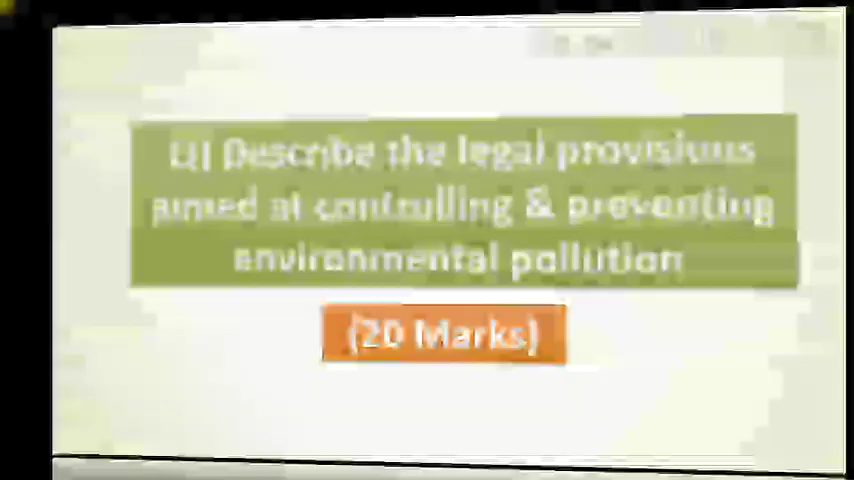 Describe the legal provisions
aimed at controlling & preventing
environmental pollution
(20 Marks)